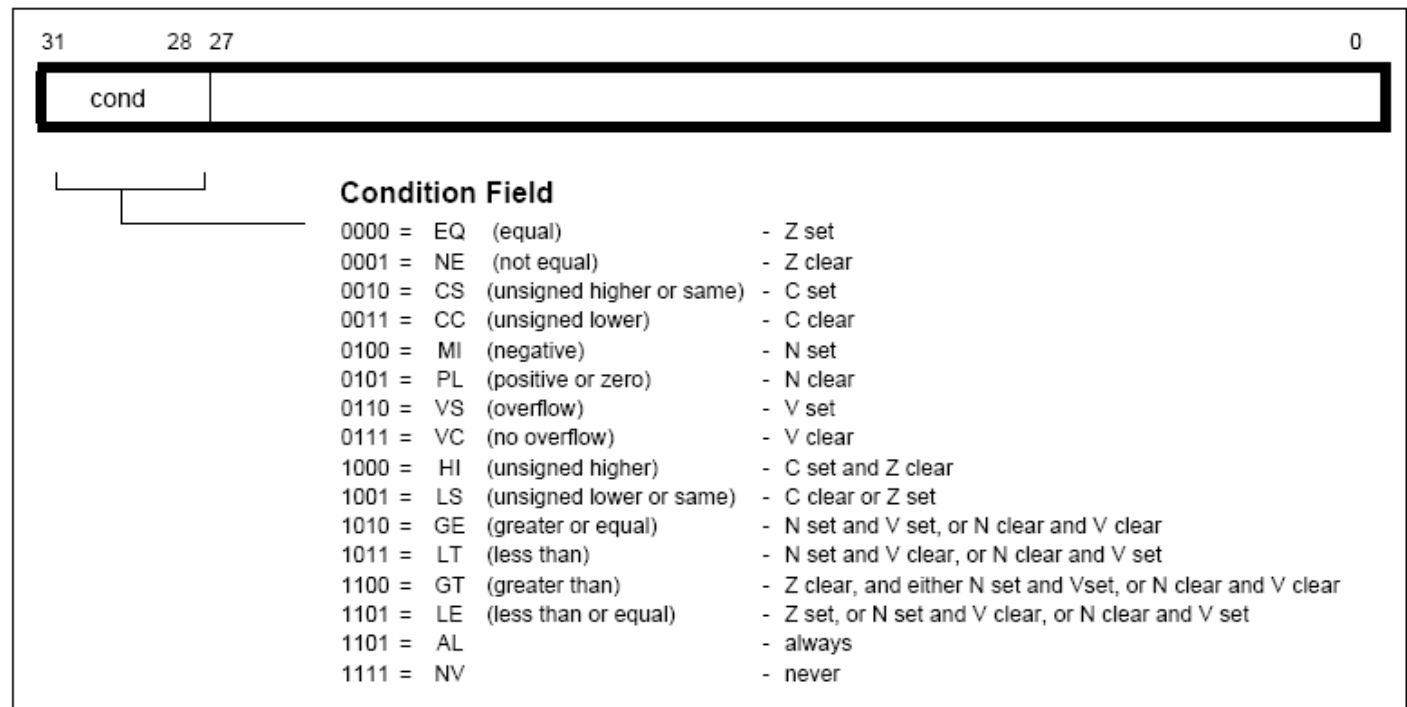 31 28 27 0
cond
Condition Field
0000 = EQ (equal) - Z set
0001 = NE (not equal) - Z clear
0010 = CS (unsigned higher or same) - C set
0011 = CC (unsigned lower) - C clear
0100 = MI (negative) - N set
0101 = PL (positive or zero) - N clear
0110 = VS (overflow) - V set
0111 = VC (no overflow) - V clear
1000 = HI (unsigned higher) - C set and Z clear
1001 = LS (unsigned lower or same) - C clear or Z set
1010 = GE (greater or equal) - N set and V set, or N clear and V clear
1011 = LT (less than) - N set and V clear, or N clear and V set
1100 = GT (greater than) - Z clear, and either N set and Vset, or N clear and V clear
1101 = LE (less than or equal) - Z set, or N set and V clear, or N clear and V set
1101 = AL - always
1111 = NV - never